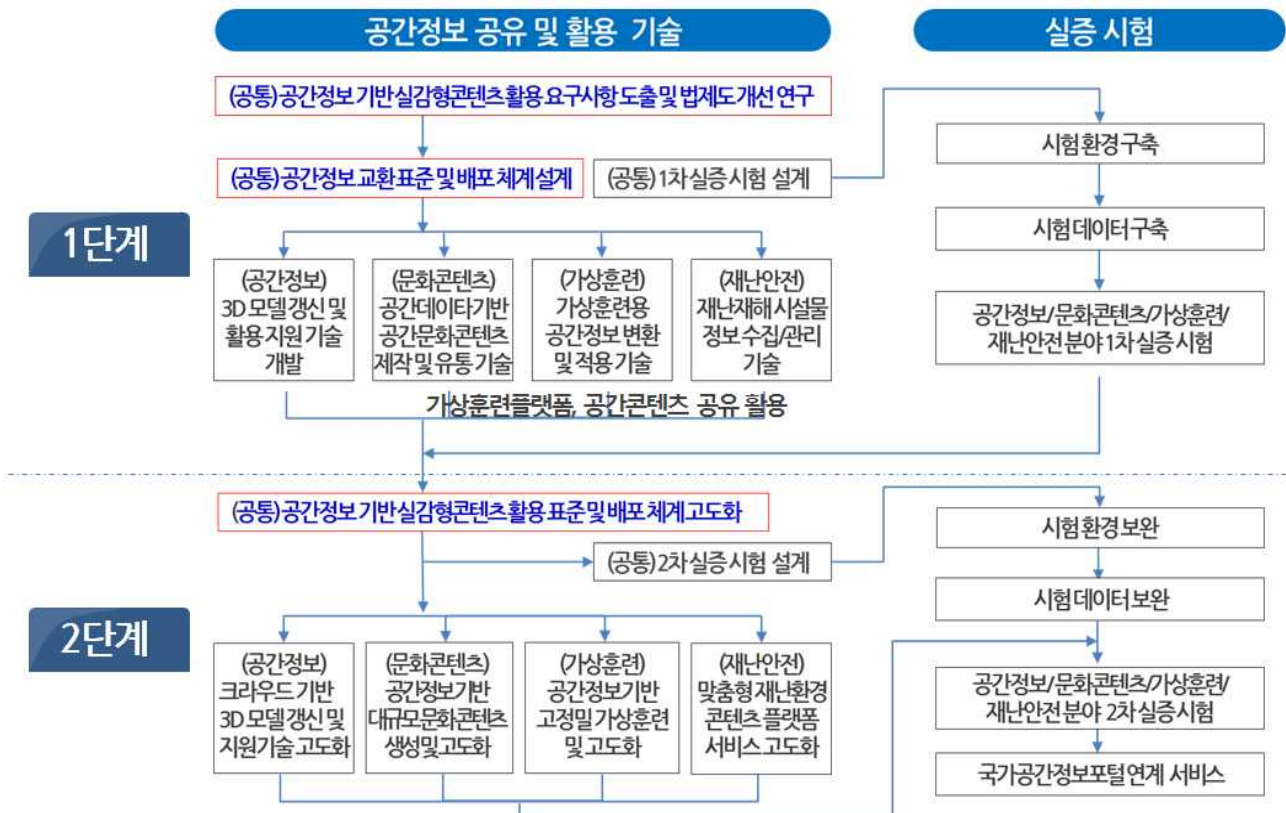 공간정보 공유 및 활용 기술
실증 시험
(공통) 공간정보 기반 실감형콘텐츠 활용 요구사항 도출 및 법제도 개선 연구
(공통) 공간정보 교환 표준 및 배포 체계 설계
(공통) 1차 실증 시험 설계
시험 환경 구축
시험 데이터 구축
공간정보/문화콘텐츠/가상훈련/
재난안전 분야 1차 실증 시험
1단계
(공간정보)
3D 모델 갱신 및
활용 지원 기술
개발
(문화콘텐츠)
공간데이타기반
공간문화콘텐츠
제작 및 유통 기술
(가상훈련)
가상훈련용
공간정보 변환
및 적용 기술
(재난안전)
재난재해 시설물
정보 수집/관리
기술
가상훈련플랫폼, 공간콘텐츠 공유 활용
(공통) 공간정보 기반 실감형콘텐츠 활용 표준 및 배포 체계 고도화
(공통) 2차 실증 시험 설계
시험 환경 보완
시험 데이터 보완
공간정보/문화콘텐츠/가상훈련/
재난안전 분야 2차 실증시험
국가공간정보포털 연계 서비스
2단계
(공간정보)
크라우드 기반
3D 모델 갱신 및
지원기술 고도화
(문화콘텐츠)
공간정보기반
대규모문화콘텐츠
생성및고도화
(가상훈련)
공간정보기반
고정밀 가상훈련
및 고도화
(재난안전)
맞춤형 재난환경
콘텐츠 플랫폼
서비스 고도화